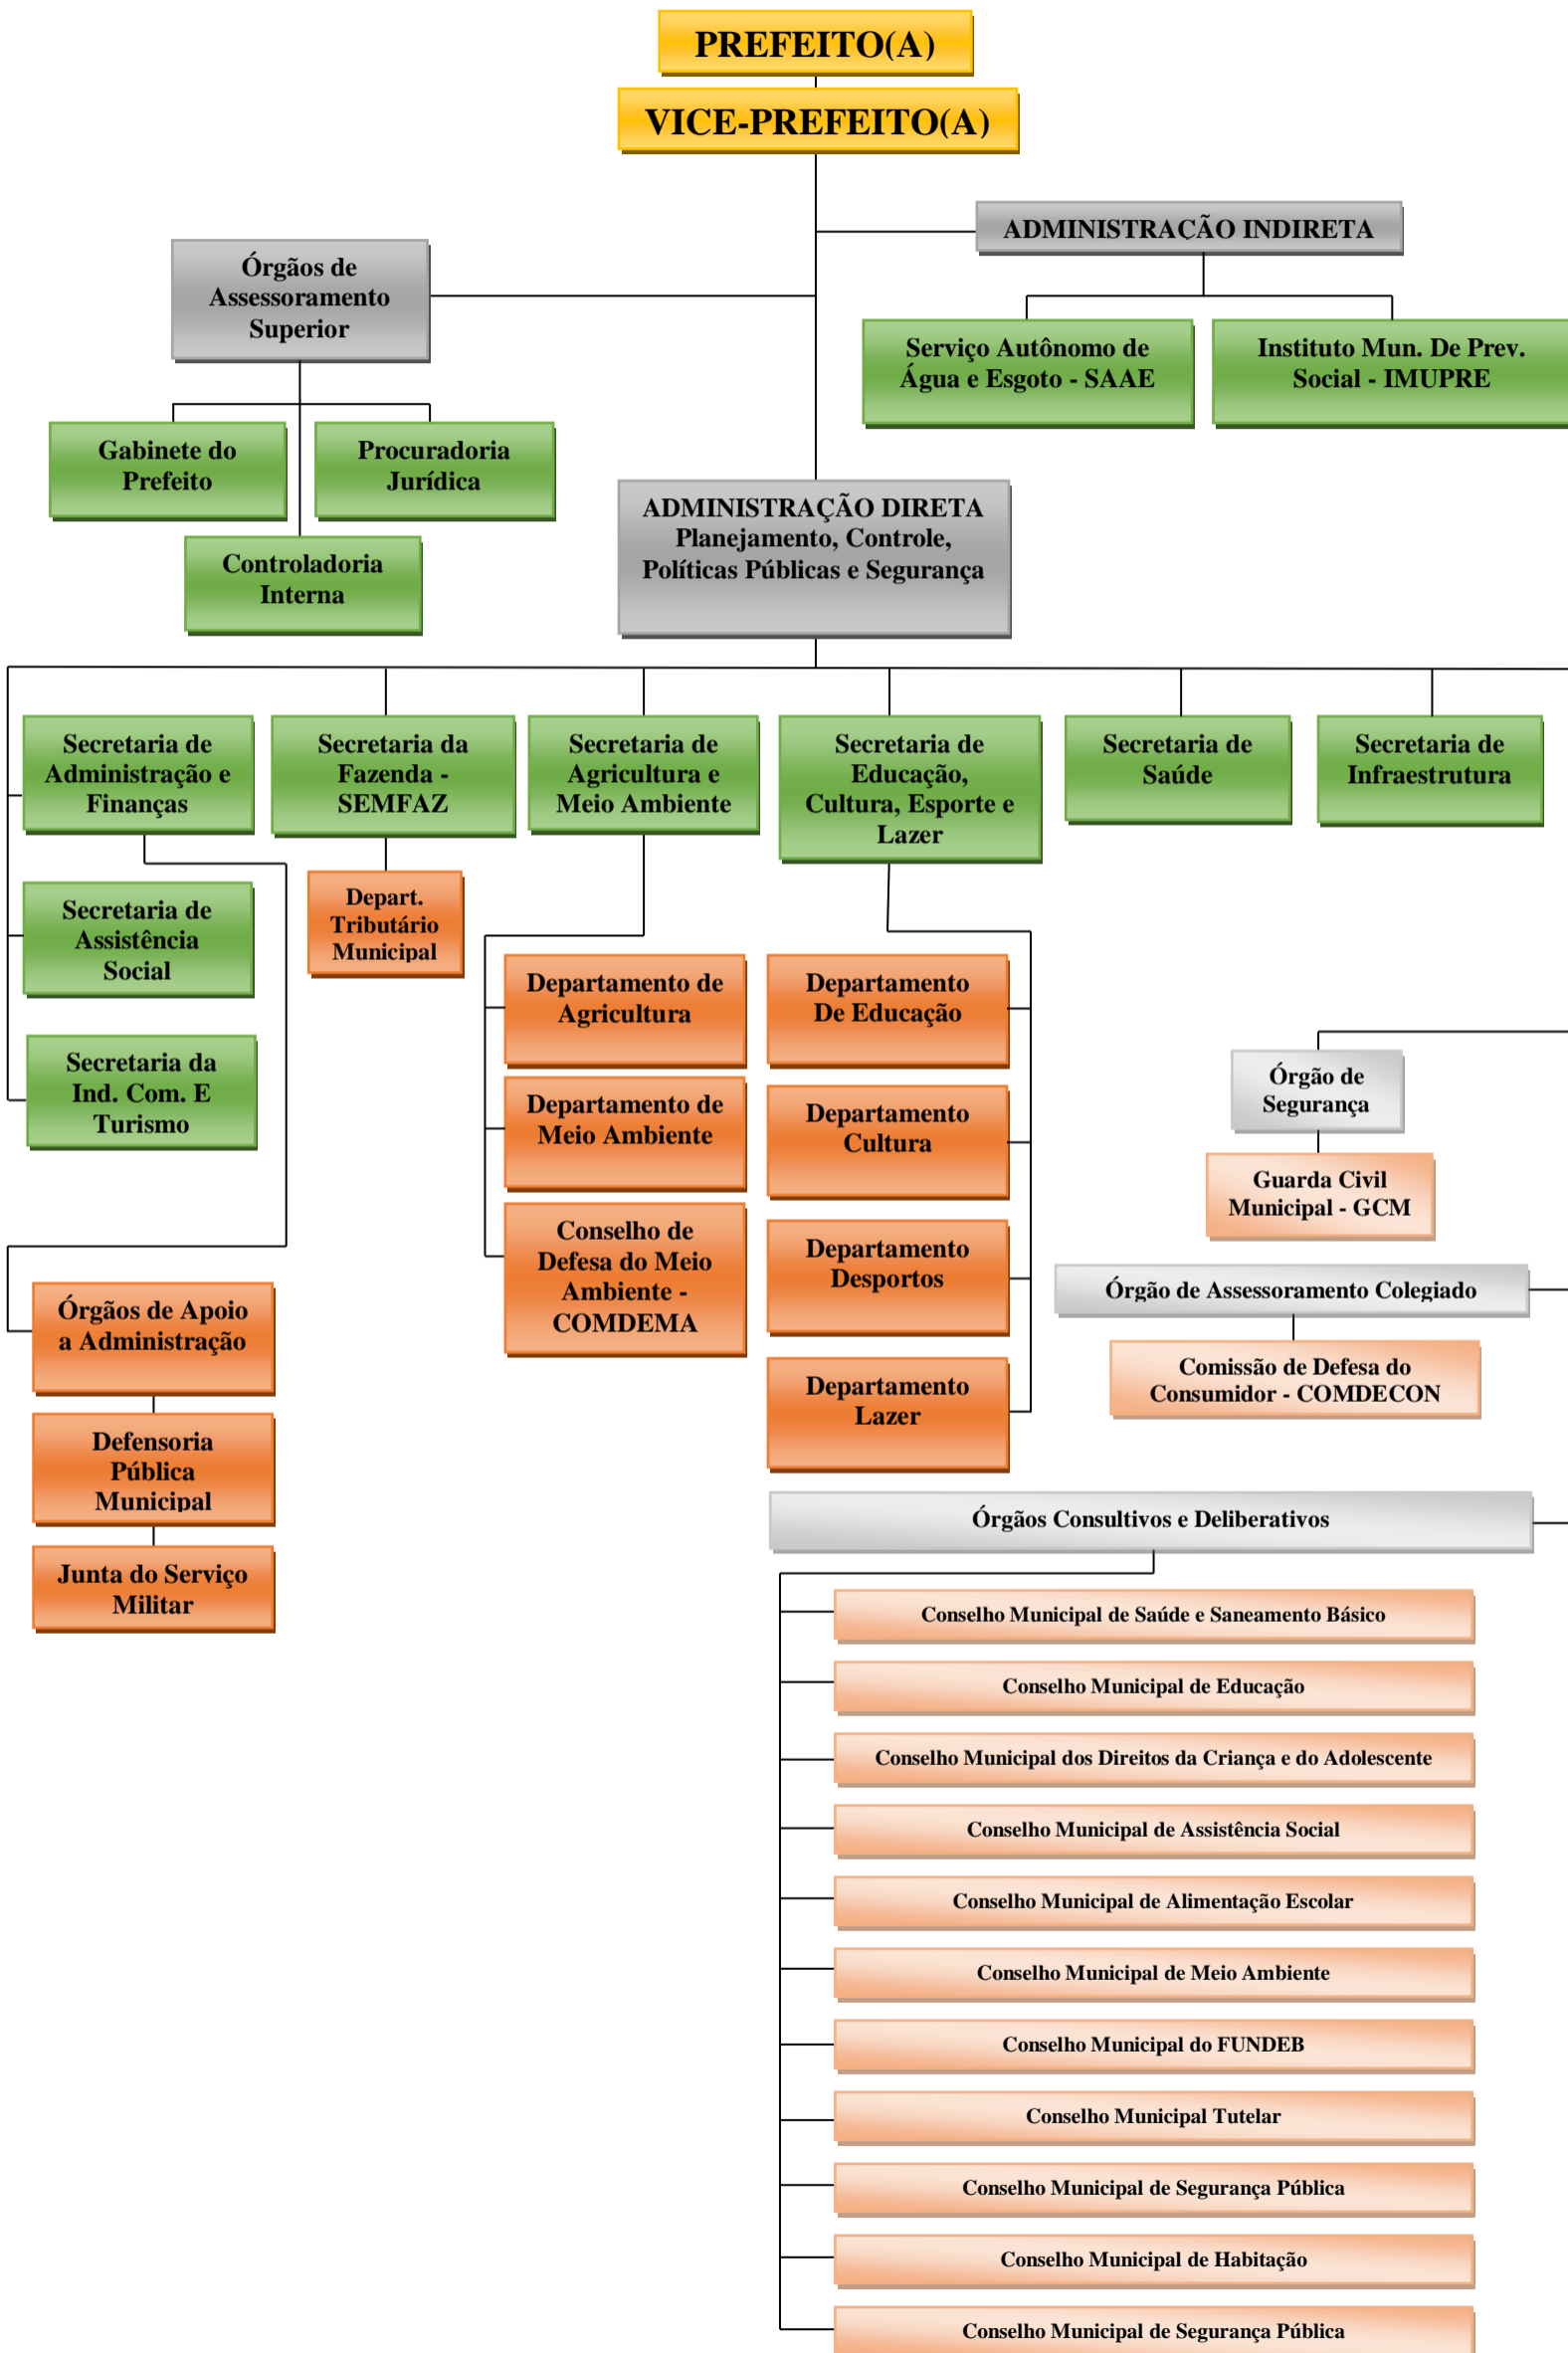 PREFEITO(A)
VICE-PREFEITO(A)
ADMINISTRAÇÃO INDIRETA
Órgãos de
Assessoramento
Superior
Serviço Autônomo de
Água e Esgoto - SAAE
Instituto Mun. De Prev.
Social - IMUPRE
Gabinete do
Prefeito
Procuradoria
Jurídica
Controladoria
Interna
ADMINISTRAÇÃO DIRETA
Planejamento, Controle,
Políticas Públicas e Segurança
Secretaria de
Administração e
Finanças
Secretaria da
Fazenda -
SEMFAZ
Secretaria de
Agricultura e
Meio Ambiente
Secretaria de
Educação,
Cultura, Esporte e
Lazer
Secretaria de
Saúde
Secretaria de
Infraestrutura
Secretaria de
Assistência
Social
Secretaria da
Ind. Com. E
Turismo
Depart.
Tributário
Municipal
Departamento de
Agricultura
Departamento de
Meio Ambiente
Conselho de
Defesa do Meio
Ambiente -
COMDEMA
Departamento
De Educação
Departamento
Cultura
Departamento
Desportos
Departamento
Lazer
Órgão de
Segurança
Guarda Civil
Municipal - GCM
Órgão de Assessoramento Colegiado
Comissão de Defesa do
Consumidor - COMDECON
Órgãos de Apoio
a Administração
Defensoria
Pública
Municipal
Junta do Serviço
Militar
Órgãos Consultivos e Deliberativos
Conselho Municipal de Saúde e Saneamento Básico
Conselho Municipal de Educação
Conselho Municipal dos Direitos da Criança e do Adolescente
Conselho Municipal de Assistência Social
Conselho Municipal de Alimentação Escolar
Conselho Municipal de Meio Ambiente
Conselho Municipal do FUNDEB
Conselho Municipal Tutelar
Conselho Municipal de Segurança Pública
Conselho Municipal de Habitação
Conselho Municipal de Segurança Pública